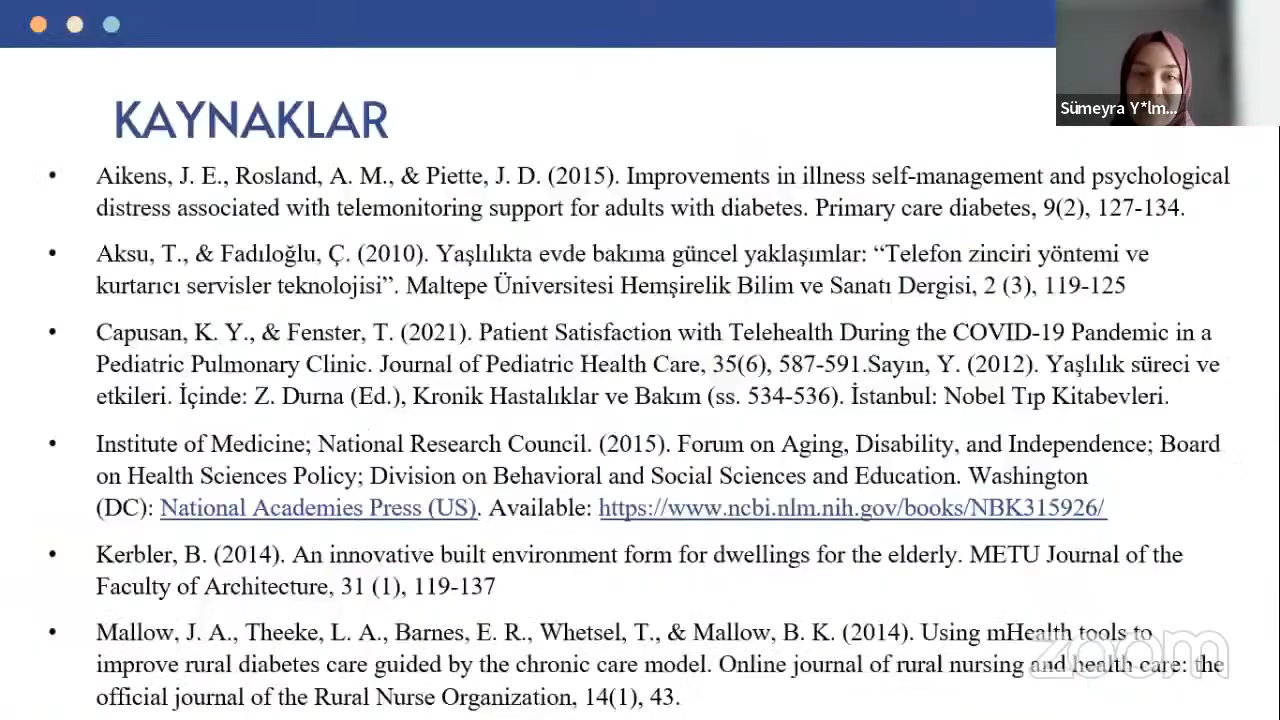 Sümeyra Y*lm...
KAYNAKLAR
• Aikens, J. E., Rosland, A. M., & Piette, J. D. (2015). Improvements in illness self-management and psychological
distress associated with telemonitoring support for adults with diabetes. Primary care diabetes, 9(2), 127-134.
• Aksu, T., & Fadıloğlu, Ç. (2010). Yaşlılıkta evde bakıma güncel yaklaşımlar: “Telefon zinciri yöntemi ve
kurtarıcı servisler teknolojisi”. Maltepe Üniversitesi Hemşirelik Bilim ve Sanatı Dergisi, 2 (3), 119-125
• Capusan, K. Y., & Fenster, T. (2021). Patient Satisfaction with Telehealth During the COVID-19 Pandemic in a
Pediatric Pulmonary Clinic. Journal of Pediatric Health Care, 35(6), 587-591.Sayın, Y. (2012). Yaşlılık süreci ve
etkileri. İçinde: Z. Durna (Ed.), Kronik Hastalıklar ve Bakım (ss. 534-536). İstanbul: Nobel Tıp Kitabevleri.
• Institute of Medicine; National Research Council. (2015). Forum on Aging, Disability, and Independence; Board
on Health Sciences Policy; Division on Behavioral and Social Sciences and Education. Washington
(DC): National Academies Press (US). Available: https://www.ncbi.nlm.nih.gov/books/NBK315926/
• Kerbler, B. (2014). An innovative built environment form for dwellings for the elderly. METU Journal of the
Faculty of Architecture, 31 (1), 119-137
• Mallow, J. A., Theeke, L. A., Barnes, E. R., Whetsel, T., & Mallow, B. K. (2014). Using mHealth tools to
improve rural diabetes care guided by the chronic care model. Online journal of rural nursing and health care: the
official journal of the Rural Nurse Organization, 14(1), 43.
zoom